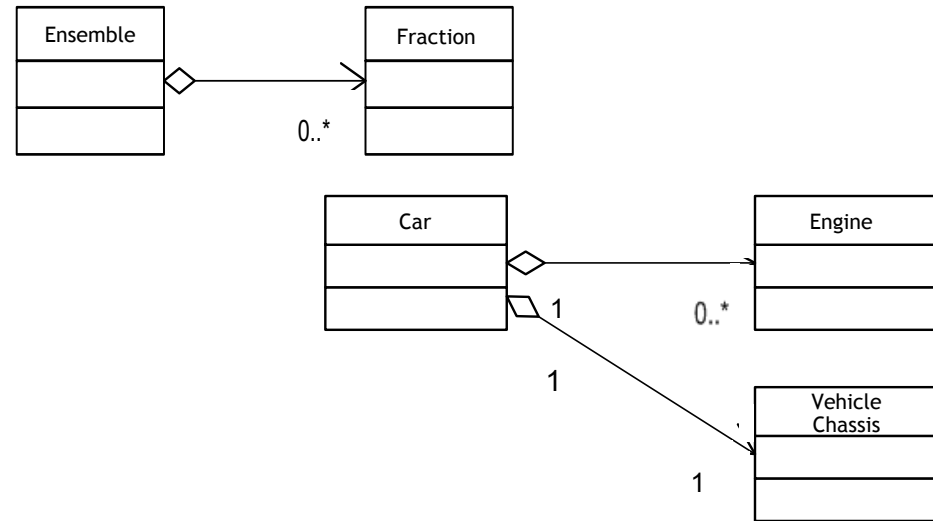 Ensemble
Fraction
0..*
Car
Engine
1
0..*
1
Vehicle
Chassis
1